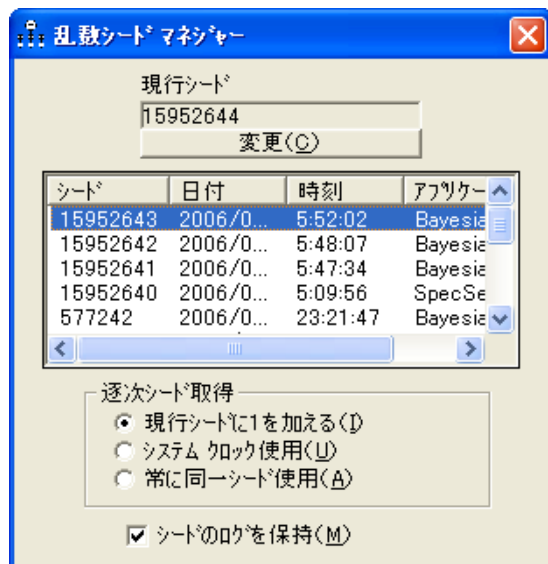 乱数シード マネジャー
現行シード
15952644
変更(C)
シード 日付 時刻 アプリケー
15952643 2006/0... 5:52:02 Bayesia
15952642 2006/0... 5:48:07 Bayesia
15952641 2006/0... 5:47:34 Bayesia
15952640 2006/0... 5:09:56 SpecSe
577242 2006/0... 23:21:47 Bayesia
逐次シード取得
現行シードに1を加える(I)
システム クロック使用(U)
常に同一シード使用(A)
シードのログを保持(M)